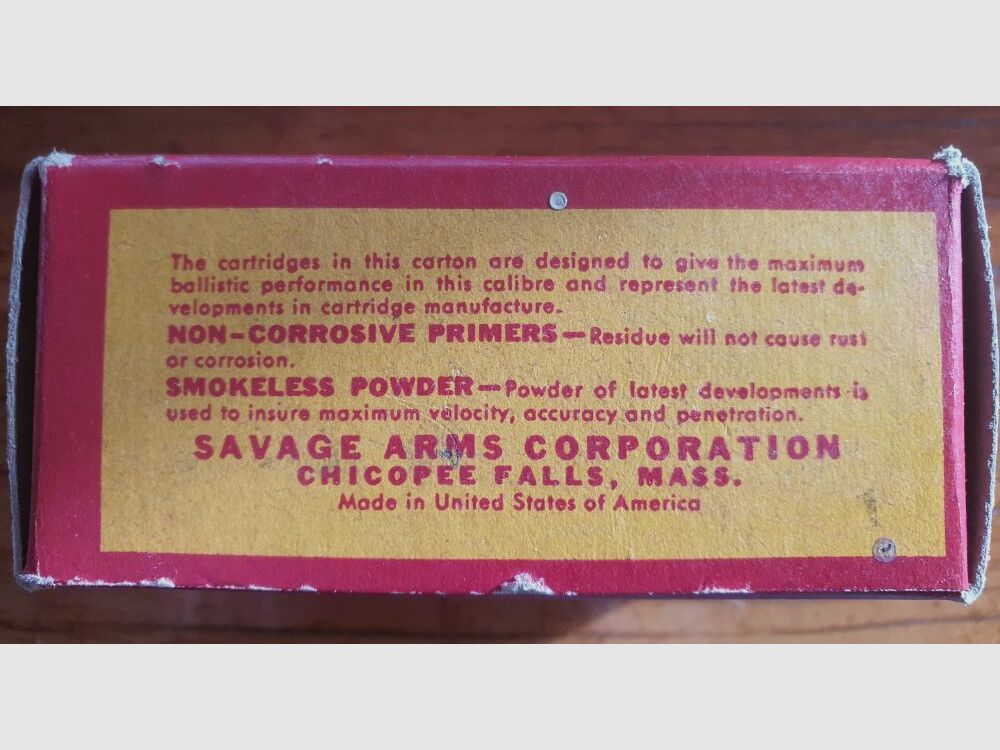 The cartridges in this carton are designed to give the maximum
ballistic performance in this calibre and represent the latest de-
velopments in cartridge manufacture.
NON-CORROSIVE PRIMERS—Residue will not cause rust
or corrosion.
SMOKELESS POWDER—Powder of latest developments is
used to insure maximum velocity, accuracy and penetration.
SAVAGE ARMS CORPORATION
CHICOPEE FALLS, MASS.
Made in United States of America